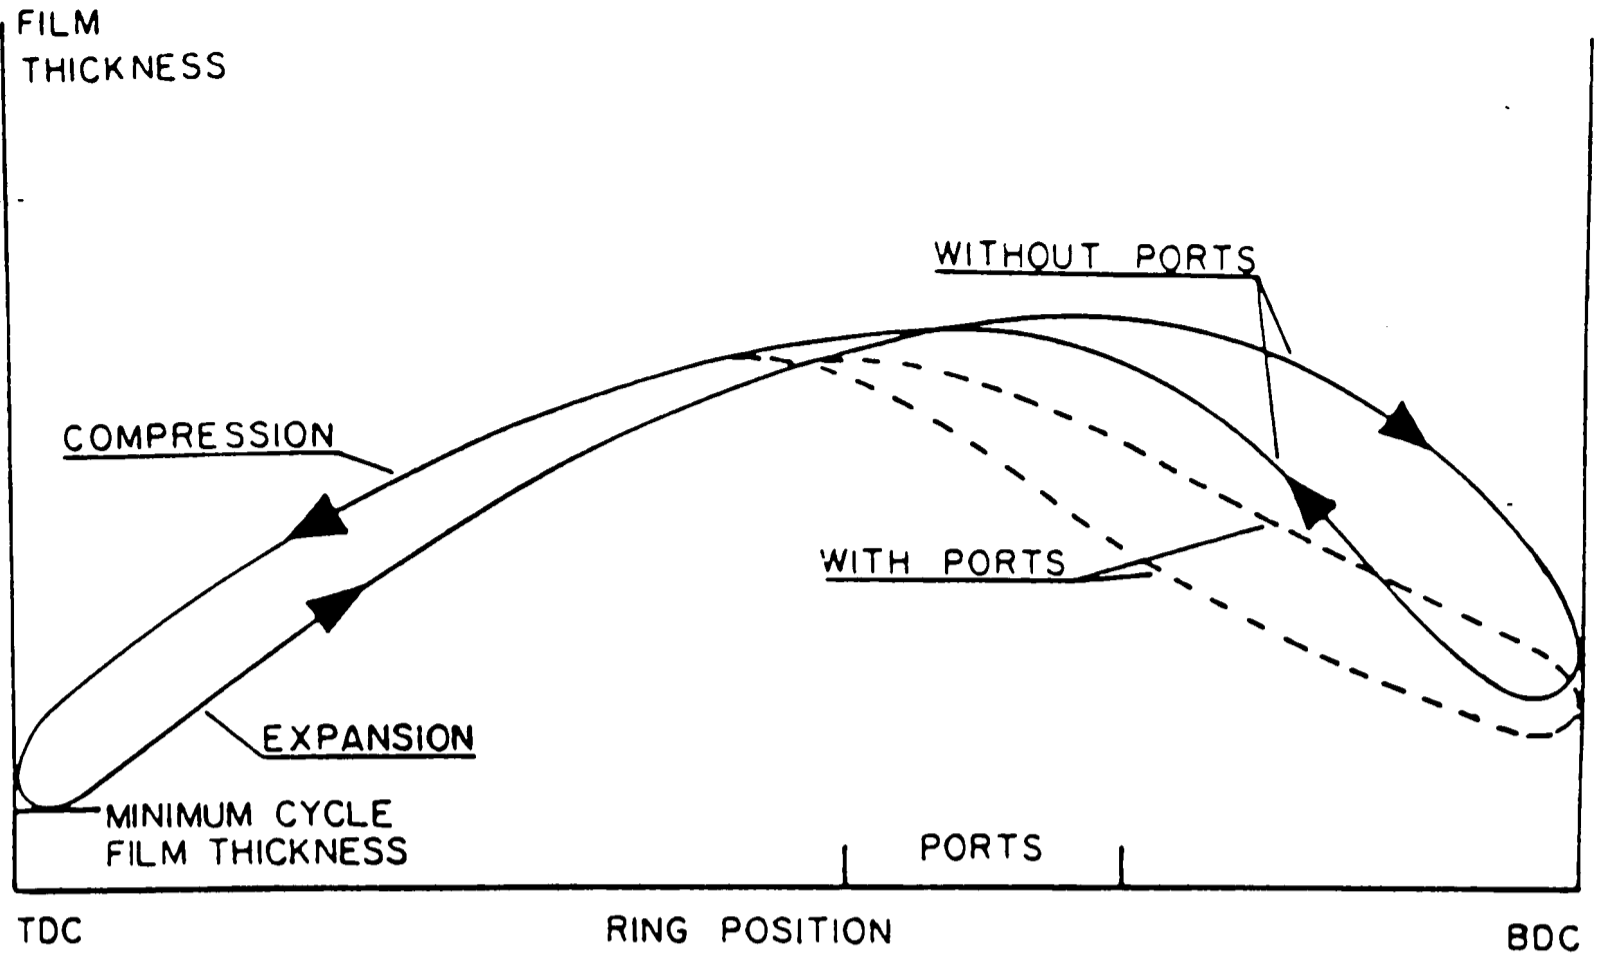 FILM
THICKNESS
WITHOUT PORTS
COMPRESSION
WITH PORTS
EXPANSION
MINIMUM CYCLE
FILM THICKNESS
PORTS
TDC
RING POSITION
BDC